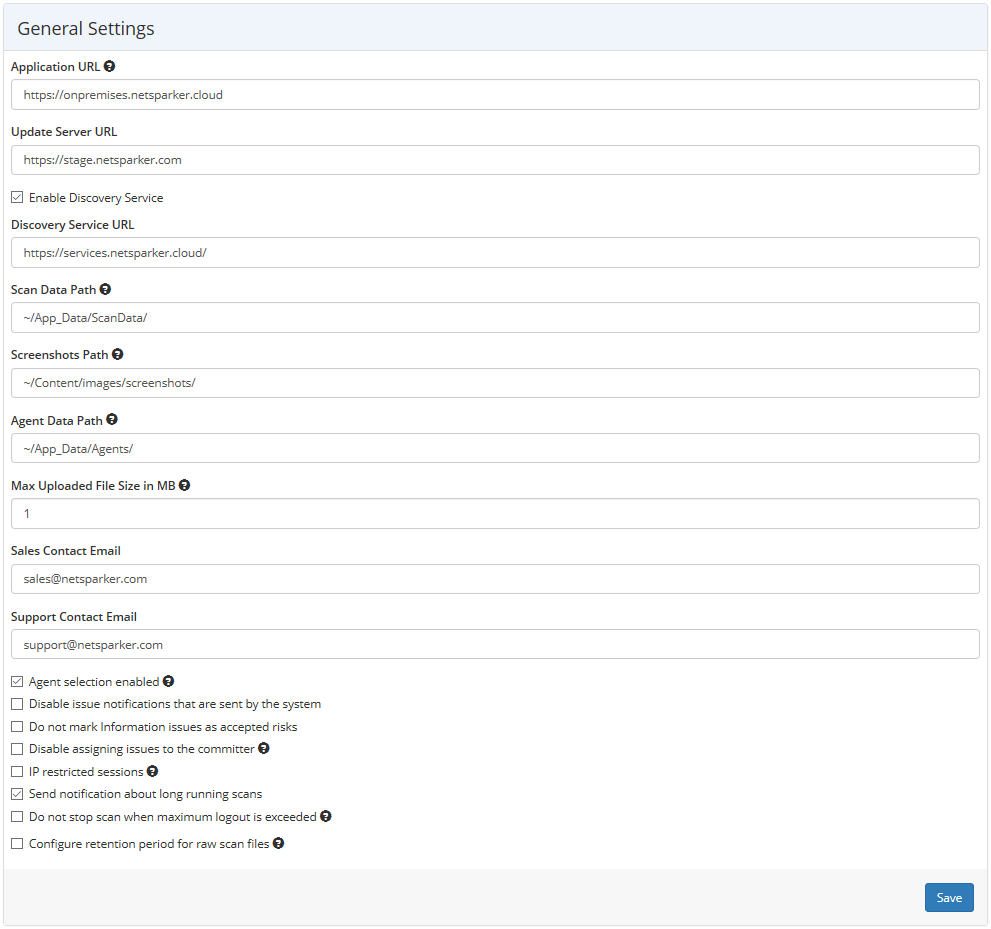 General Settings
Application URL
https://onpremises.netsparker.cloud
Update Server URL
https://stage.netsparker.com
Enable Discovery Service
Discovery Service URL
https://services.netsparker.cloud/
Scan Data Path
~/App_Data/ScanData/
Screenshots Path
~/Content/images/screenshots/
Agent Data Path
~/App_Data/Agents/
Max Uploaded File Size in MB
1
Sales Contact Email
sales@netsparker.com
Support Contact Email
support@netsparker.com
Agent selection enabled
Disable issue notifications that are sent by the system
Do not mark Information issues as accepted risks
Disable assigning issues to the committer
IP restricted sessions
Send notification about long running scans
Do not stop scan when maximum logout is exceeded
Configure retention period for raw scan files
Save